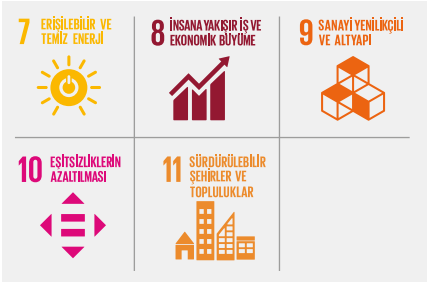 7 ERİŞİLEBİLİR VE
TEMİZ ENERJİ
8 İNSANA YAKIŞIR İŞ VE
EKONOMİK BÜYÜME
9 SANAYİ YENİLİKÇİLİ
VE ALTYAPI
10 EŞİTSİZLİKLERİN
AZALTILMASI
11 SÜRDÜRÜLEBİLİR
ŞEHİRLER VE
TOPLULUKLAR